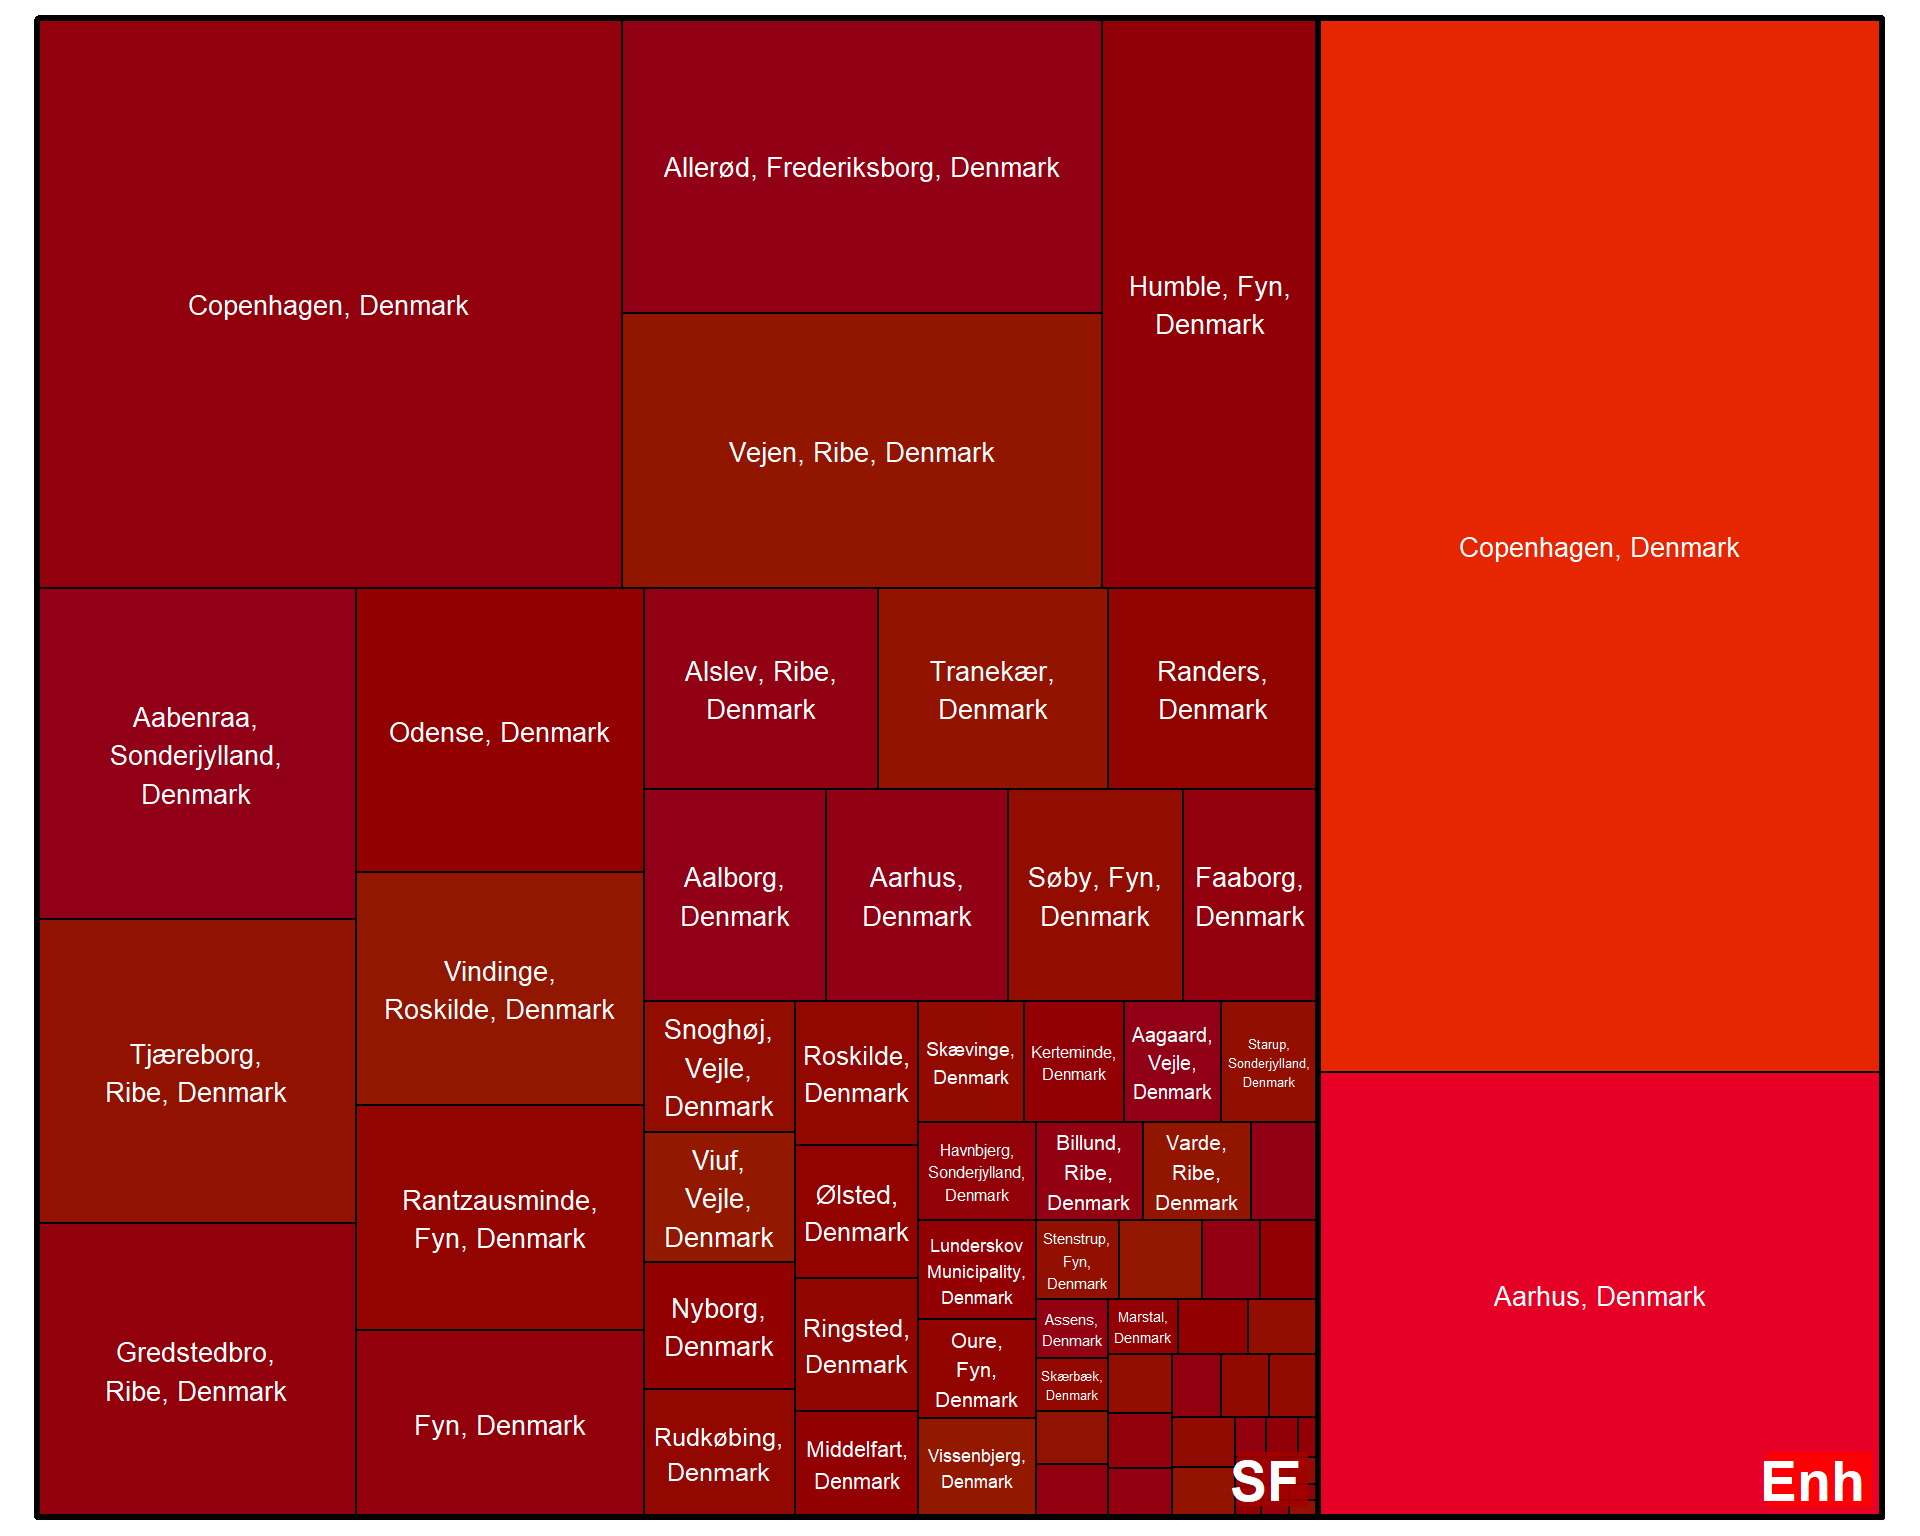 Copenhagen, Denmark
Allerød, Frederiksborg, Denmark
Vejen, Ribe, Denmark
Humble, Fyn,
Denmark
Aabenraa,
Sonderjylland,
Denmark
Tjæreborg,
Ribe, Denmark
Gredstedbro,
Ribe, Denmark
Odense, Denmark
Vindinge,
Roskilde, Denmark
Rantzausminde,
Fyn, Denmark
Fyn, Denmark
Alslev, Ribe,
Denmark
Tranekær,
Denmark
Randers,
Denmark
Aalborg,
Denmark
Aarhus,
Denmark
Søby, Fyn,
Denmark
Faaborg,
Denmark
Snoghøj,
Vejle,
Denmark
Viuf,
Vejle,
Denmark
Nyborg,
Denmark
Rudkøbing,
Denmark
Roskilde,
Denmark
Ølsted,
Denmark
Ringsted,
Denmark
Middelfart,
Denmark
Skævinge,
Denmark
Kerteminde,
Denmark
Aagaard,
Vejle,
Denmark
Starup,
Sonderjylland,
Denmark
Havnbjerg,
Sonderjylland,
Denmark
Billund,
Ribe,
Denmark
Varde,
Ribe,
Denmark
Lunderskov
Municipality,
Denmark
Oure,
Fyn,
Denmark
Vissenbjerg,
Denmark
Stenstrup,
Fyn,
Denmark
Assens,
Denmark
Marstal,
Denmark
Skærbæk,
Denmark
SF
Copenhagen, Denmark
Aarhus, Denmark
Enh